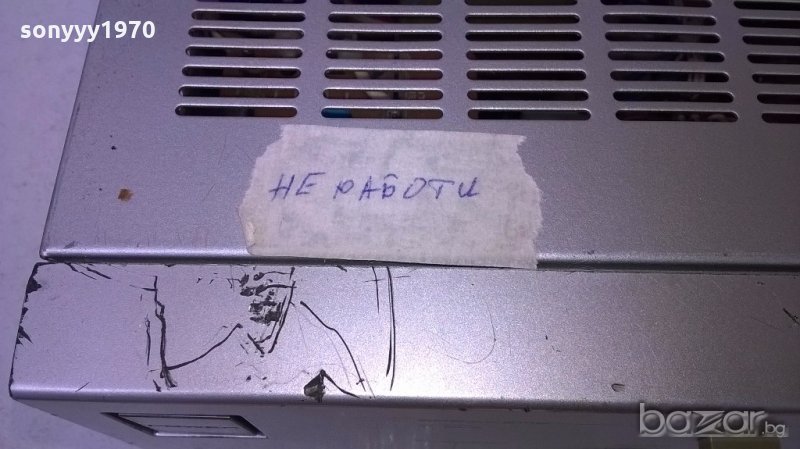 sonyyy1970
НЕ РАБОТИ
bazar.bg